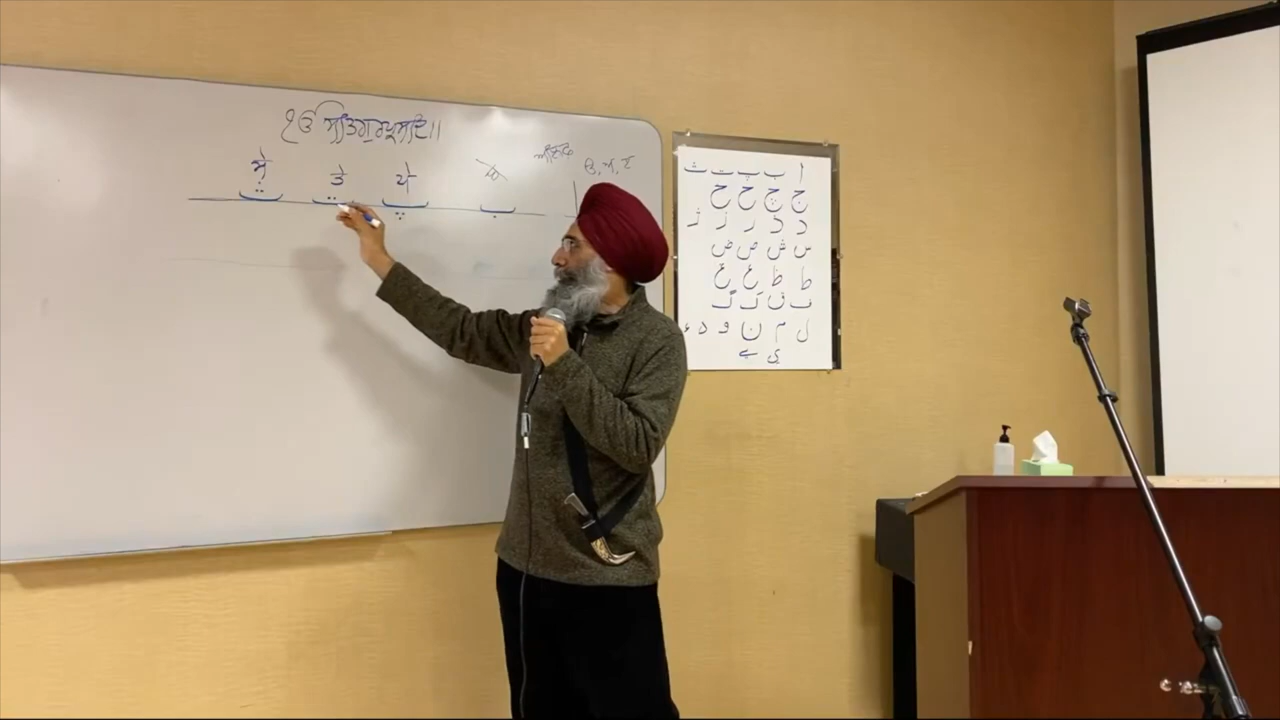 ੴ ਸਤਿਗੁਰਪ੍ਰਸਾਦਿ॥
ਸੇ ਤੇ ਪੇ ੳ, ਅ, ੲ
ث ت پ ب ا
ا ب پ ت ث
ج چ ح خ
د ذ ر ز ژ
س ش ص ض
ط ظ ع غ
ف ق ک گ
ل م ن و ه ء
ی ے